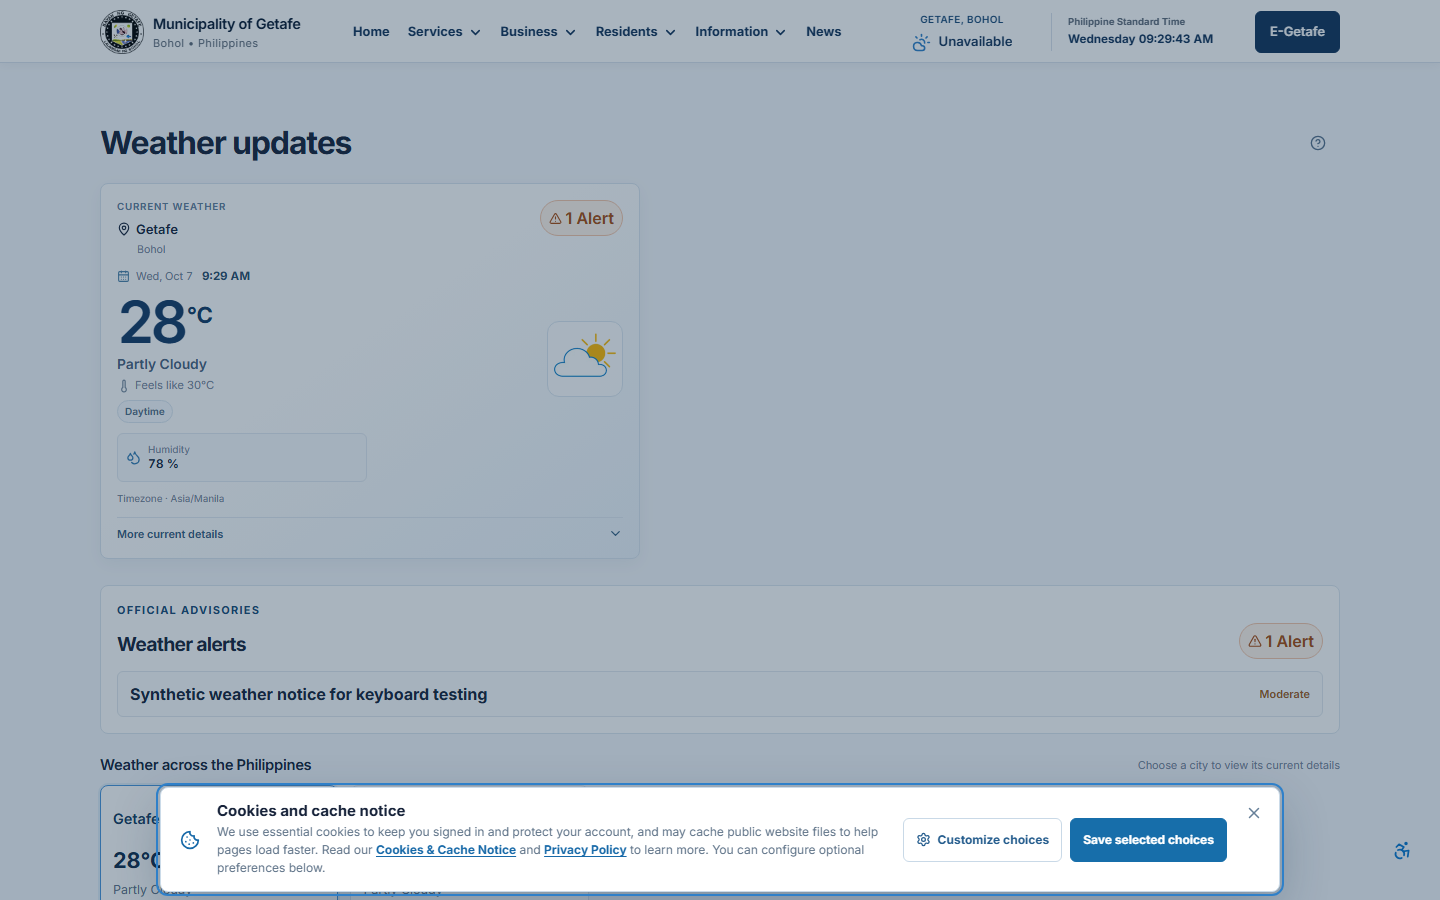 Municipality of Getafe
Bohol • Philippines
Home Services Business Residents Information News
GETAFE, BOHOL
Unavailable
Philippine Standard Time
Wednesday 09:29:43 AM
E-Getafe
Weather updates
CURRENT WEATHER
1 Alert
Getafe
Bohol
Wed, Oct 7 9:29 AM
28°C
Partly Cloudy
Feels like 30°C
Daytime
Humidity
78 %
Timezone · Asia/Manila
More current details
OFFICIAL ADVISORIES
Weather alerts
1 Alert
Synthetic weather notice for keyboard testing
Moderate
Weather across the Philippines
Choose a city to view its current details
Getafe
28°C
Partly Cloudy
Partly Cloudy
Cookies and cache notice
We use essential cookies to keep you signed in and protect your account, and may cache public website files to help
pages load faster. Read our Cookies & Cache Notice and Privacy Policy to learn more. You can configure optional
preferences below.
Customize choices
Save selected choices